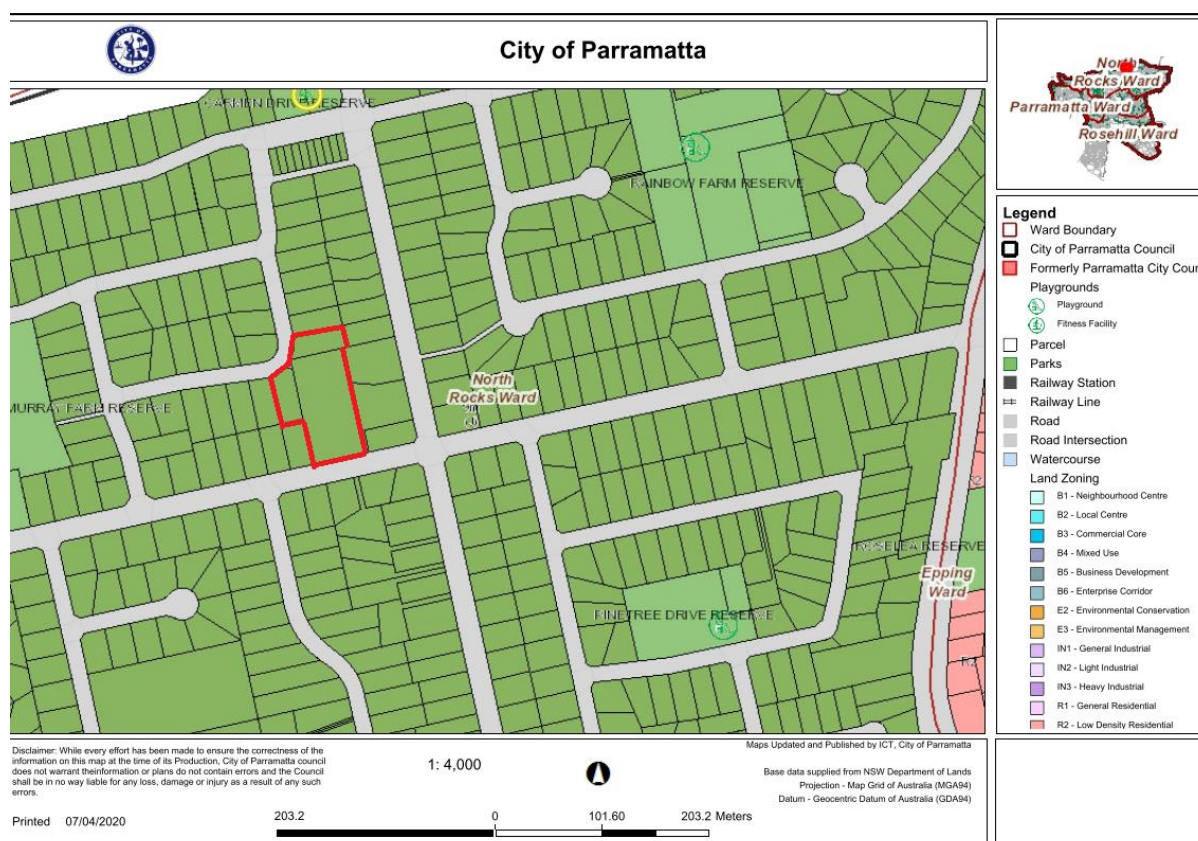 CITY OF
PARRAMATTA
City of Parramatta
North
Rocks Ward
Parramatta Ward
Rosehill Ward
CARMEN DRIVE RESERVE
RAINBOW FARM RESERVE
MURRAY FARM RESERVE
North
Rocks Ward
ROSELEA RESERVE
Epping
Ward
PINETREE DRIVE RESERVE
R2
R2
Legend
Ward Boundary
City of Parramatta Council
Formerly Parramatta City Coun
Playgrounds
Playground
Fitness Facility
Parcel
Parks
Railway Station
Railway Line
Road
Road Intersection
Watercourse
Land Zoning
B1 - Neighbourhood Centre
B2 - Local Centre
B3 - Commercial Core
B4 - Mixed Use
B5 - Business Development
B6 - Enterprise Corridor
E2 - Environmental Conservation
E3 - Environmental Management
IN1 - General Industrial
IN2 - Light Industrial
IN3 - Heavy Industrial
R1 - General Residential
R2 - Low Density Residential
Disclaimer: While every effort has been made to ensure the correctness of the
information on this map at the time of its Production, City of Parramatta council
does not warrant theinformation or plans do not contain errors and the Council
shall be in no way liable for any loss, damage or injury as a result of any such
errors.
Printed 07/04/2020
1: 4,000
Maps Updated and Published by ICT, City of Parramatta
Base data supplied from NSW Department of Lands
Projection - Map Grid of Australia (MGA94)
Datum - Geocentric Datum of Australia (GDA94)
203.2 0 101.60 203.2 Meters